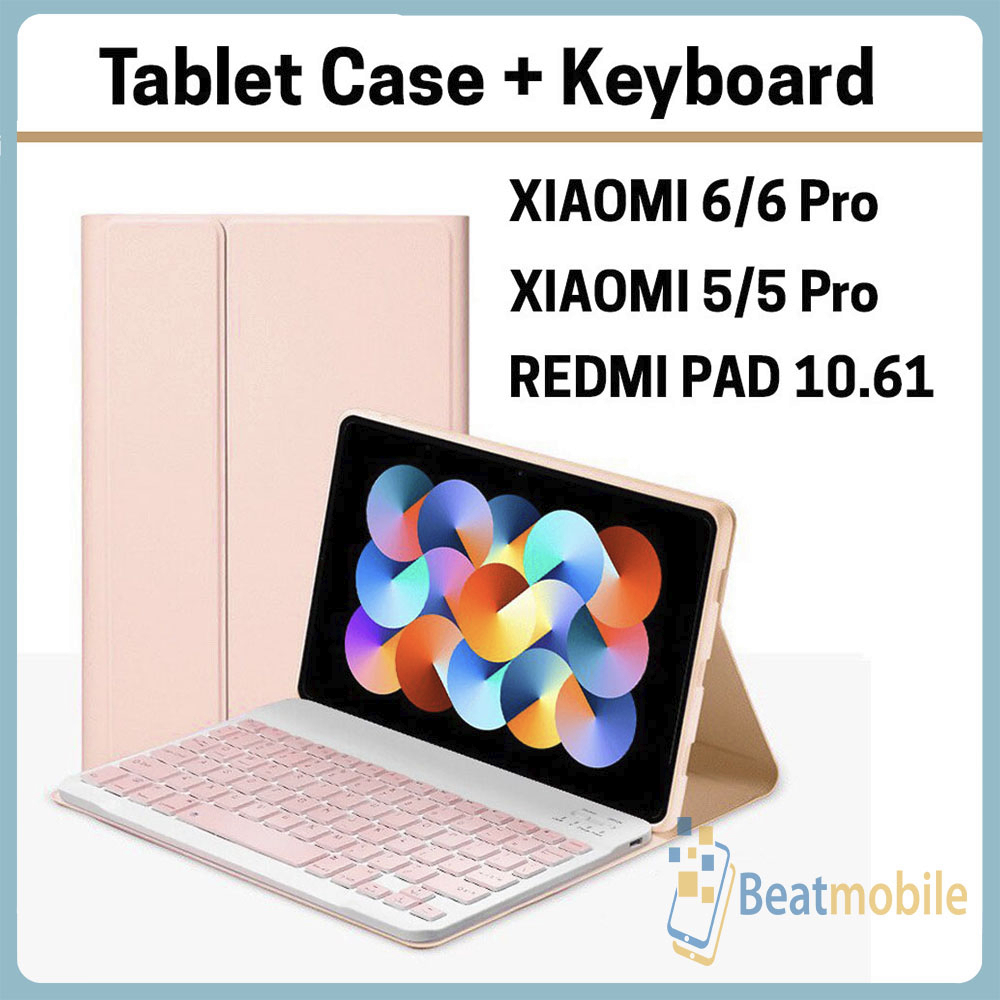 Tablet Case + Keyboard
XIAOMI 6/6 Pro
XIAOMI 5/5 Pro
REDMI PAD 10.61
Beatmobile